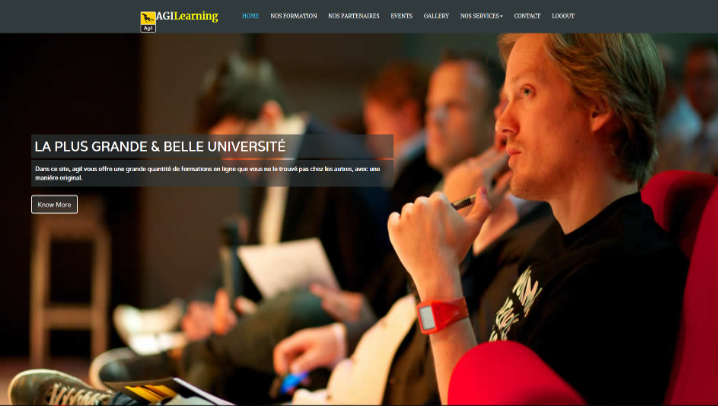 AGILearning
Agil
HOME NOS FORMATION NOS PARTENAIRES EVENTS GALLERY NOS SERVICES CONTACT LOGOUT
LA PLUS GRANDE & BELLE UNIVERSITÉ
Dans ce site, agil vous offre une grande quantité de formations en ligne que vous ne le trouvé pas chez les autres, avec une
manière original.
Know More